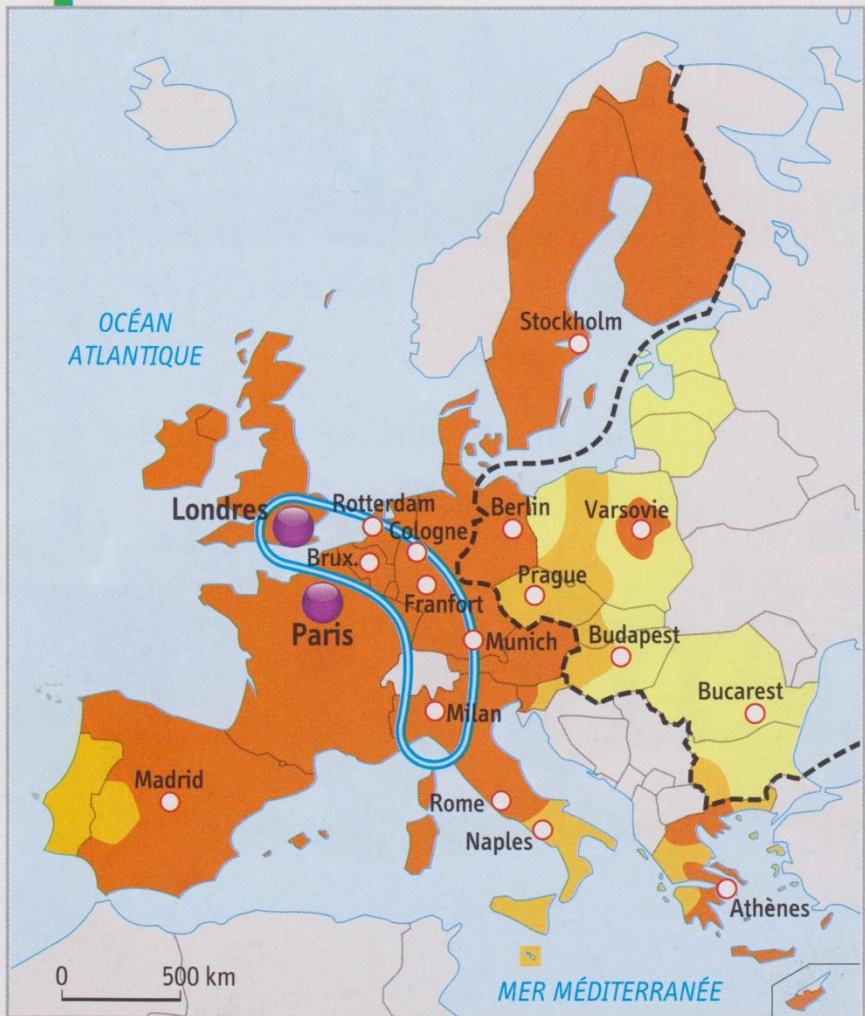 OCÉAN
ATLANTIQUE
Stockholm
Londres
Rotterdam
Cologne
Berlin
Varsovie
Brux.
Franfort
Prague
Paris
Munich
Budapest
Bucarest
Milan
Madrid
Rome
Naples
Athènes
0 500 km
MER MÉDITERRANÉE